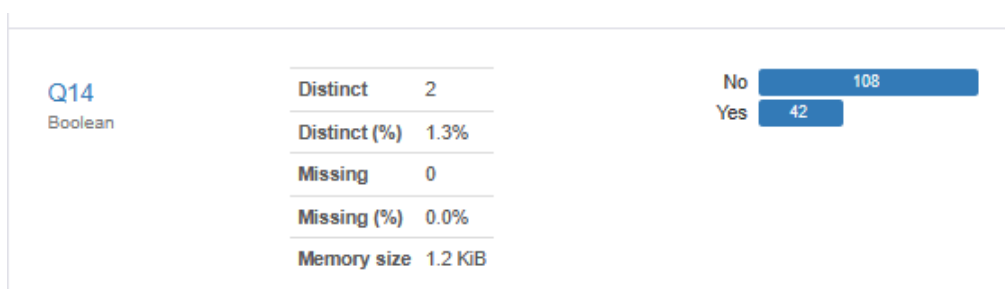 Q14
Boolean
Distinct 2
Distinct (%) 1.3%
Missing 0
Missing (%) 0.0%
Memory size 1.2 KiB
No 108
Yes 42